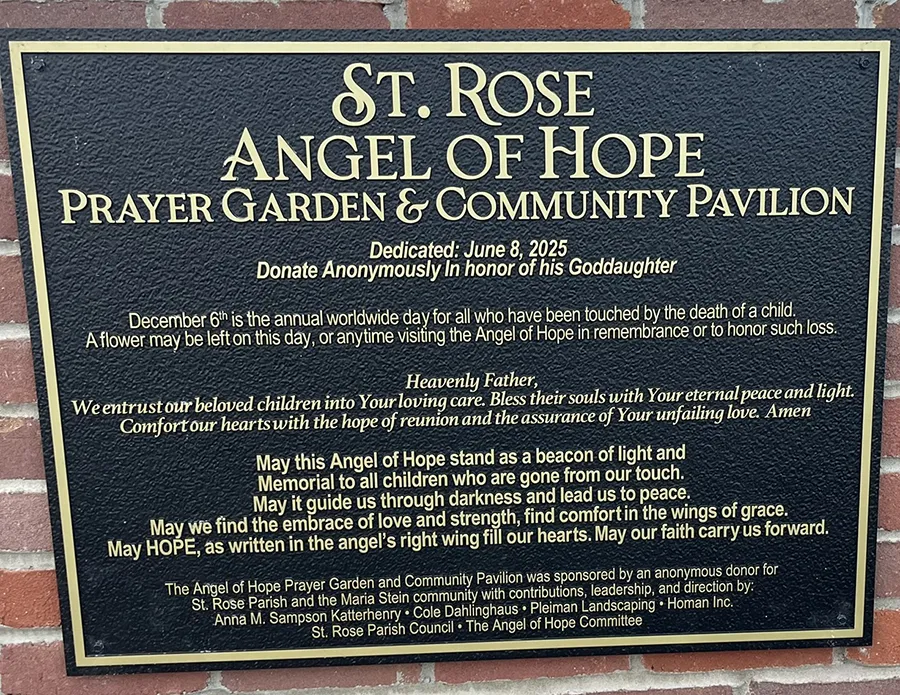 ST. ROSE
ANGEL OF HOPE
PRAYER GARDEN & COMMUNITY PAVILION
Dedicated: June 8, 2025
Donate Anonymously In honor of his Goddaughter
December 6th is the annual worldwide day for all who have been touched by the death of a child.
A flower may be left on this day, or anytime visiting the Angel of Hope in remembrance or to honor such loss.
Heavenly Father,
We entrust our beloved children into Your loving care. Bless their souls with Your eternal peace and light.
Comfort our hearts with the hope of reunion and the assurance of Your unfailing love. Amen
May this Angel of Hope stand as a beacon of light and
Memorial to all children who are gone from our touch.
May it guide us through darkness and lead us to peace.
May we find the embrace of love and strength, find comfort in the wings of grace.
May HOPE, as written in the angel's right wing fill our hearts. May our faith carry us forward.
The Angel of Hope Prayer Garden and Community Pavilion was sponsored by an anonymous donor for
St. Rose Parish and the Maria Stein community with contributions, leadership, and direction by:
Anna M. Sampson Katterhenry • Cole Dahlinghaus • Pleiman Landscaping • Homan Inc.
St. Rose Parish Council • The Angel of Hope Committee